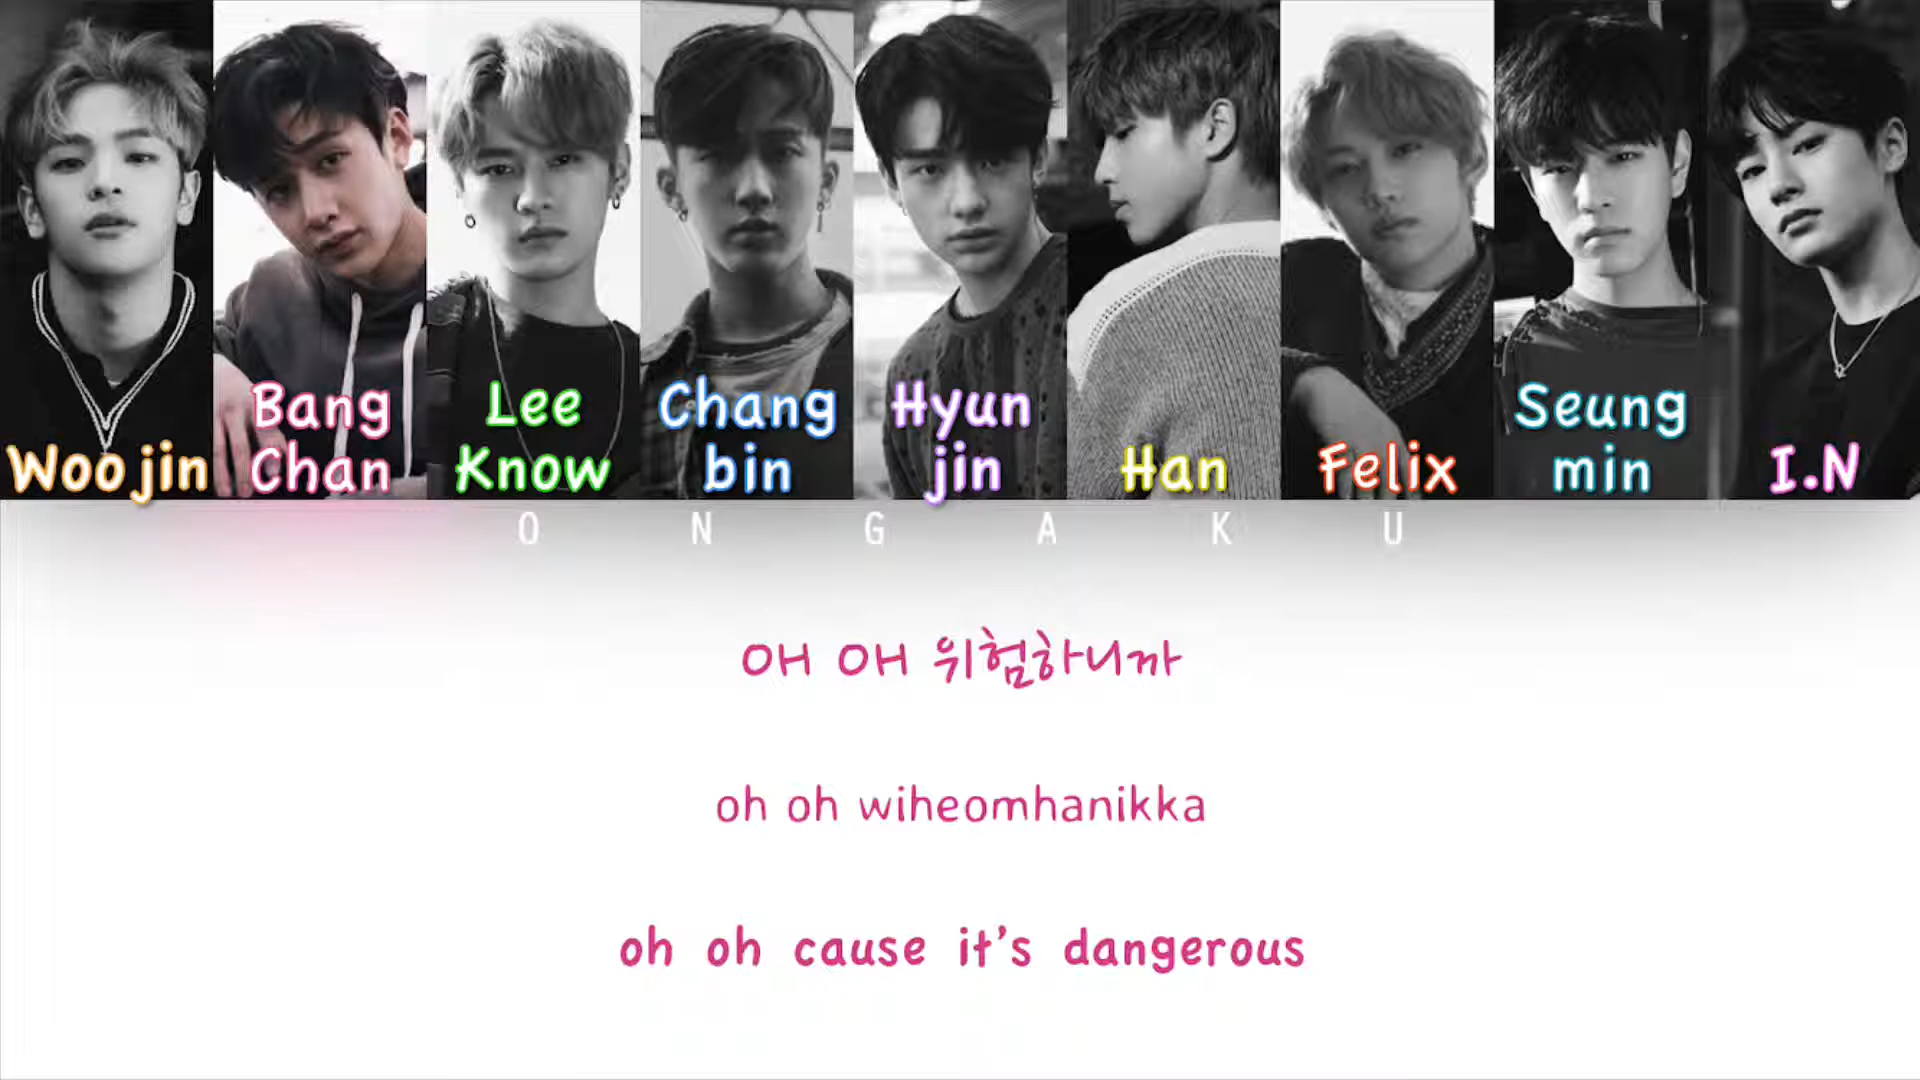 Woojin
Bang
Chan
Lee
Know
Chang
bin
Hyun
jin
Han
Felix
Seung
min
I.N
O N G A K U
OH OH 위험하니까
oh oh wiheomhanikka
oh oh cause it's dangerous